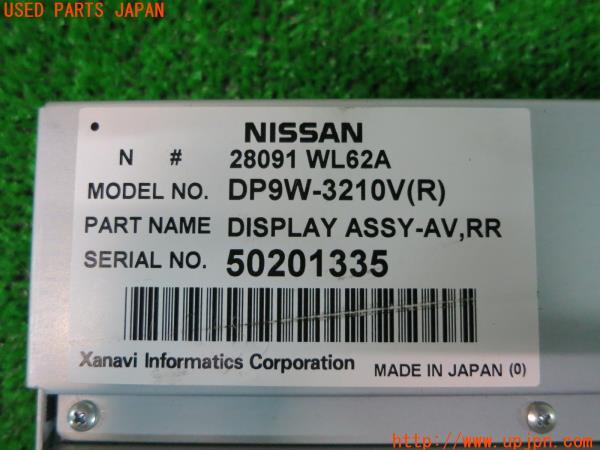 USED PARTS JAPAN
NISSAN
N # 28091 WL62A
MODEL NO. DP9W-3210V(R)
PART NAME DISPLAY ASSY-AV,RR
SERIAL NO. 50201335
Xanavi Informatics Corporation MADE IN JAPAN (0)
http://www.upjpn.com/